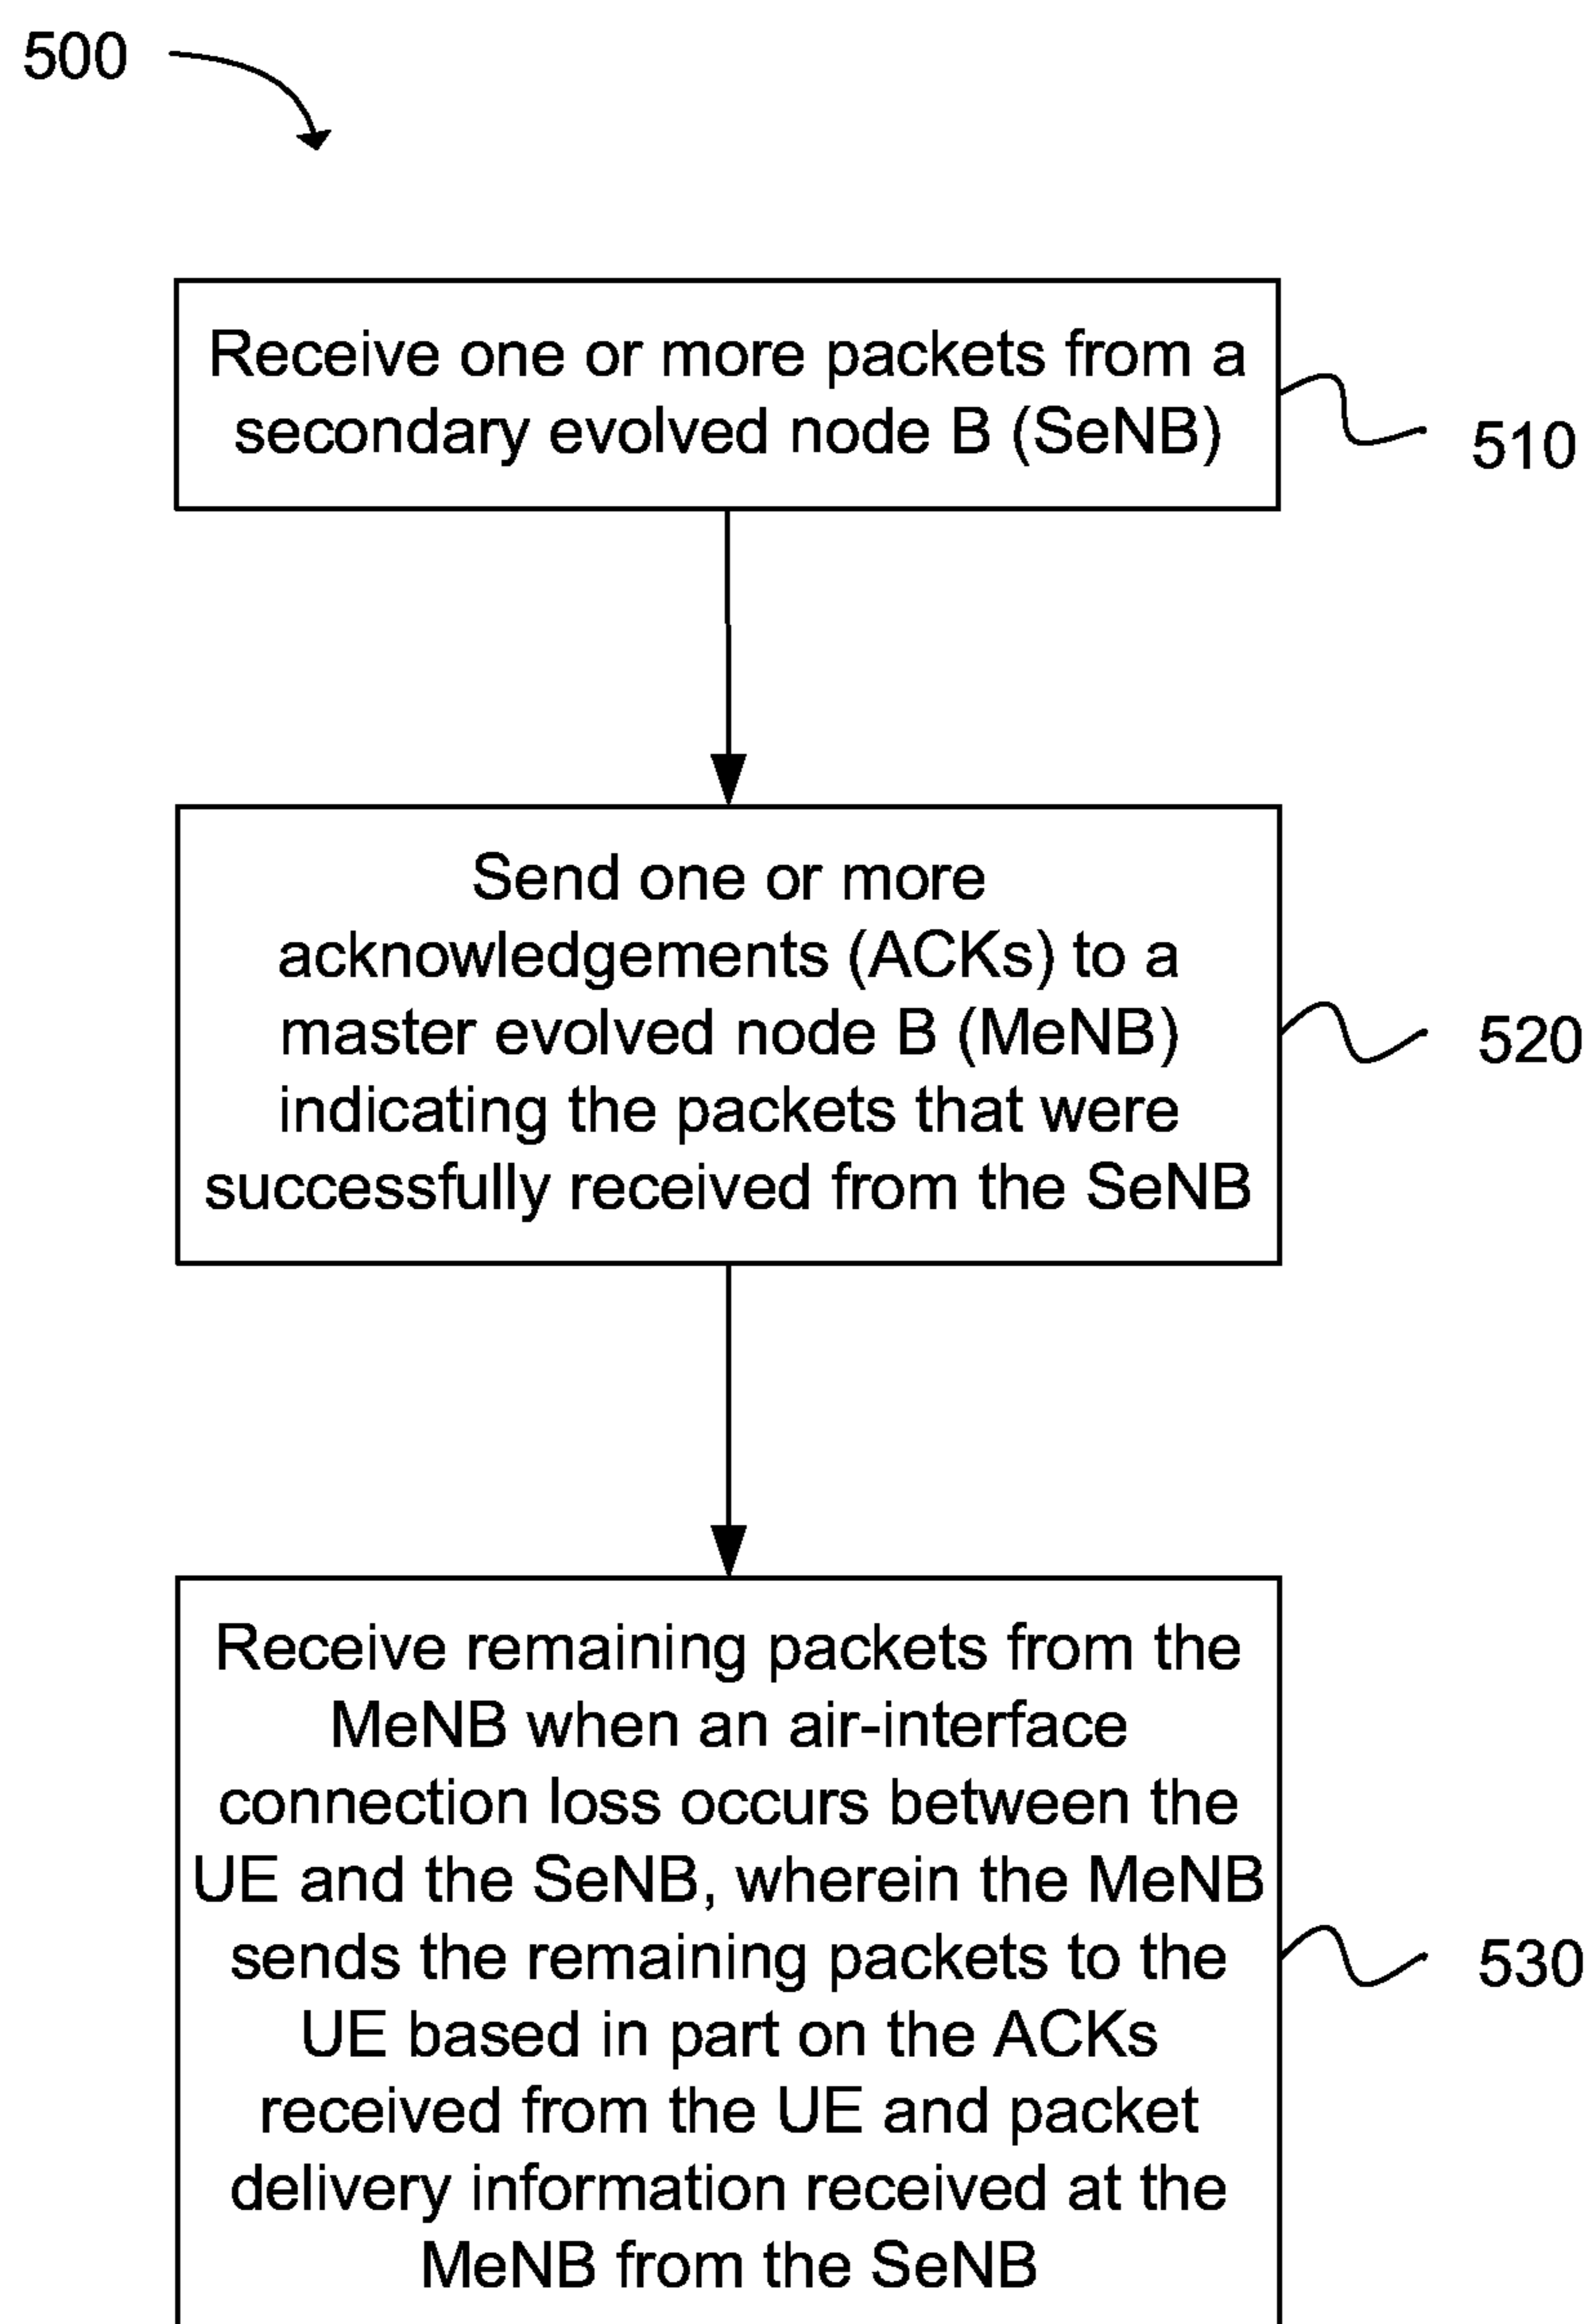 500
Receive one or more packets from a
secondary evolved node B (SeNB)
510
Send one or more
acknowledgements (ACKs) to a
master evolved node B (MeNB)
indicating the packets that were
successfully received from the SeNB
520
Receive remaining packets from the
MeNB when an air-interface
connection loss occurs between the
UE and the SeNB, wherein the MeNB
sends the remaining packets to the
UE based in part on the ACKs
received from the UE and packet
delivery information received at the
MeNB from the SeNB
530